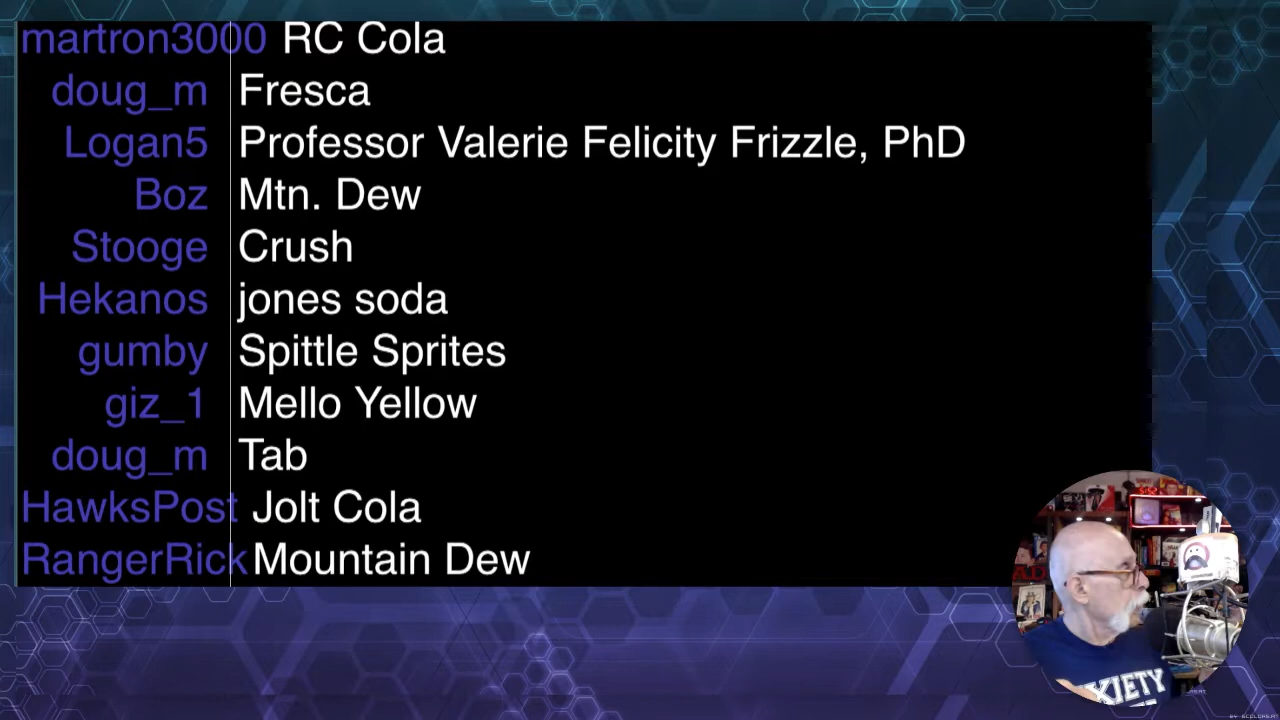 martron3000 RC Cola
doug_m Fresca
Logan5 Professor Valerie Felicity Frizzle, PhD
Boz Mtn. Dew
Stooge Crush
Hekanos jones soda
gumby Spittle Sprites
giz_1 Mello Yellow
doug_m Tab
HawksPost Jolt Cola
RangerRick Mountain Dew
XIETY